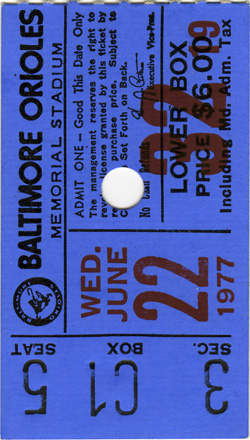 BALTIMORE ORIOLES
MEMORIAL STADIUM
ADMIT ONE — Good This Date Only
The management reserves the right to
license granted by this ticket by
purchase price. Subject to
Set Forth on Back.
No Cash Refunds
Executive Vice-Pres.
LOWER BOX
PRICE $6.00
Including Md. Adm. Tax
WED.
JUNE
22
1977
SEC.
3
BOX
C1
SEAT
5